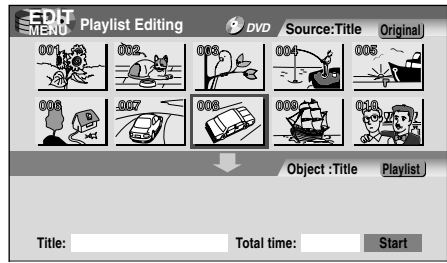 EDIT
MENU Playlist Editing DVD Source:Title Original
001 002 003 004 005
006 007 008 009 010
Object :Title Playlist
Title: Total time: Start